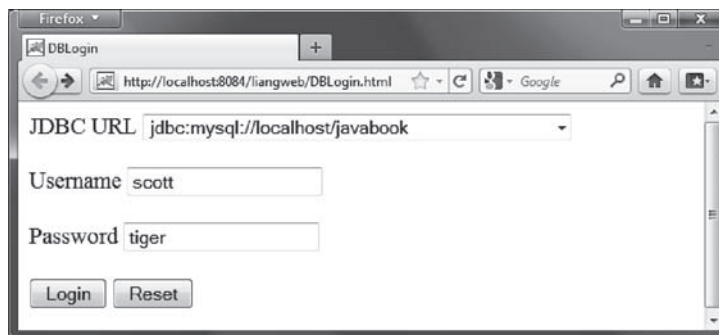 Firefox
DBLogin
http://localhost:8084/liangweb/DBLogin.html
Google
JDBC URL jdbc:mysql://localhost/javabook
Username scott
Password tiger
Login Reset